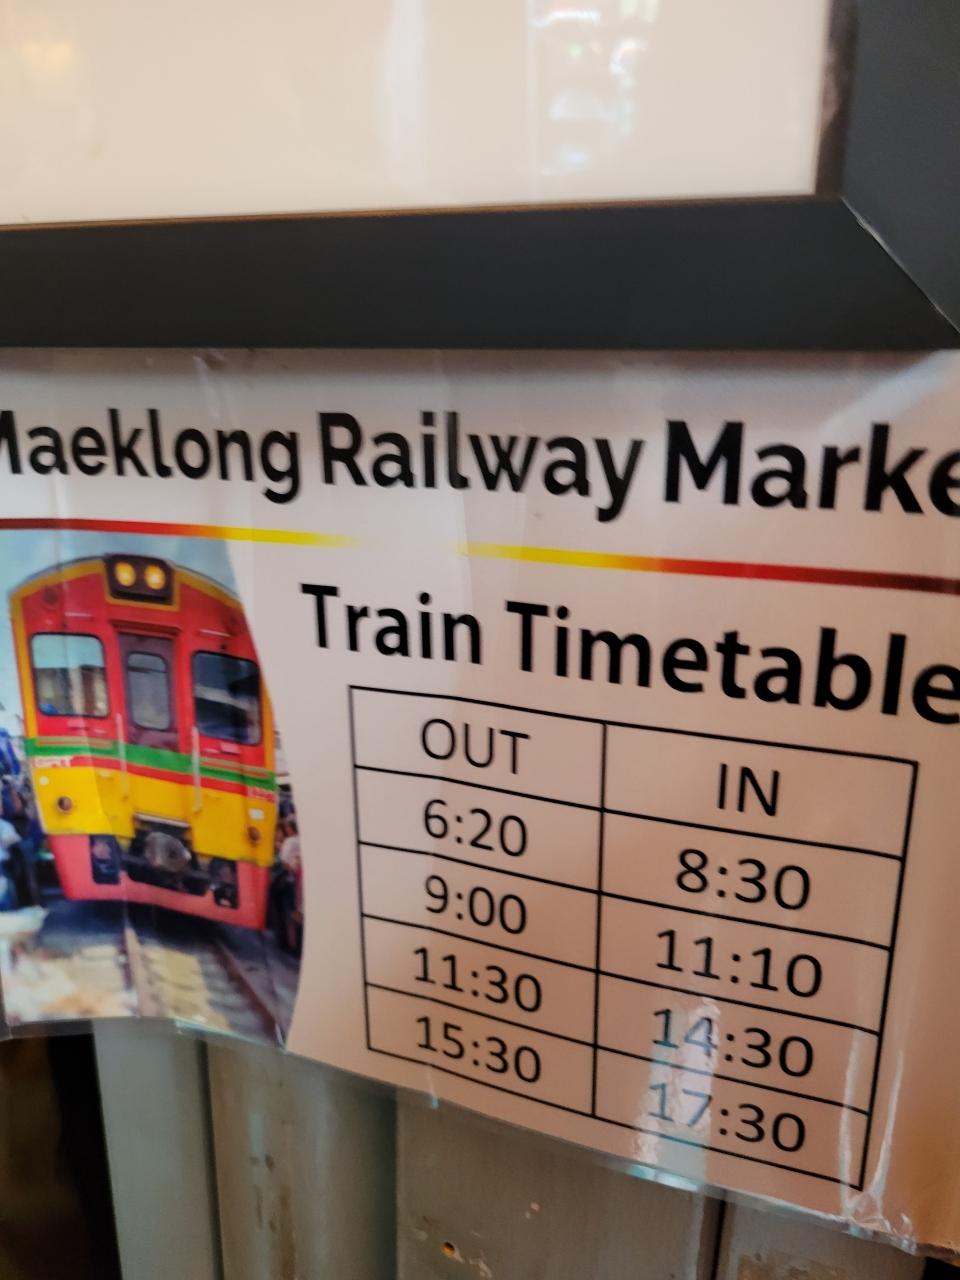 Maeklong Railway Marke
Train Timetable
OUT IN
6:20 8:30
9:00 11:10
11:30 14:30
15:30 17:30